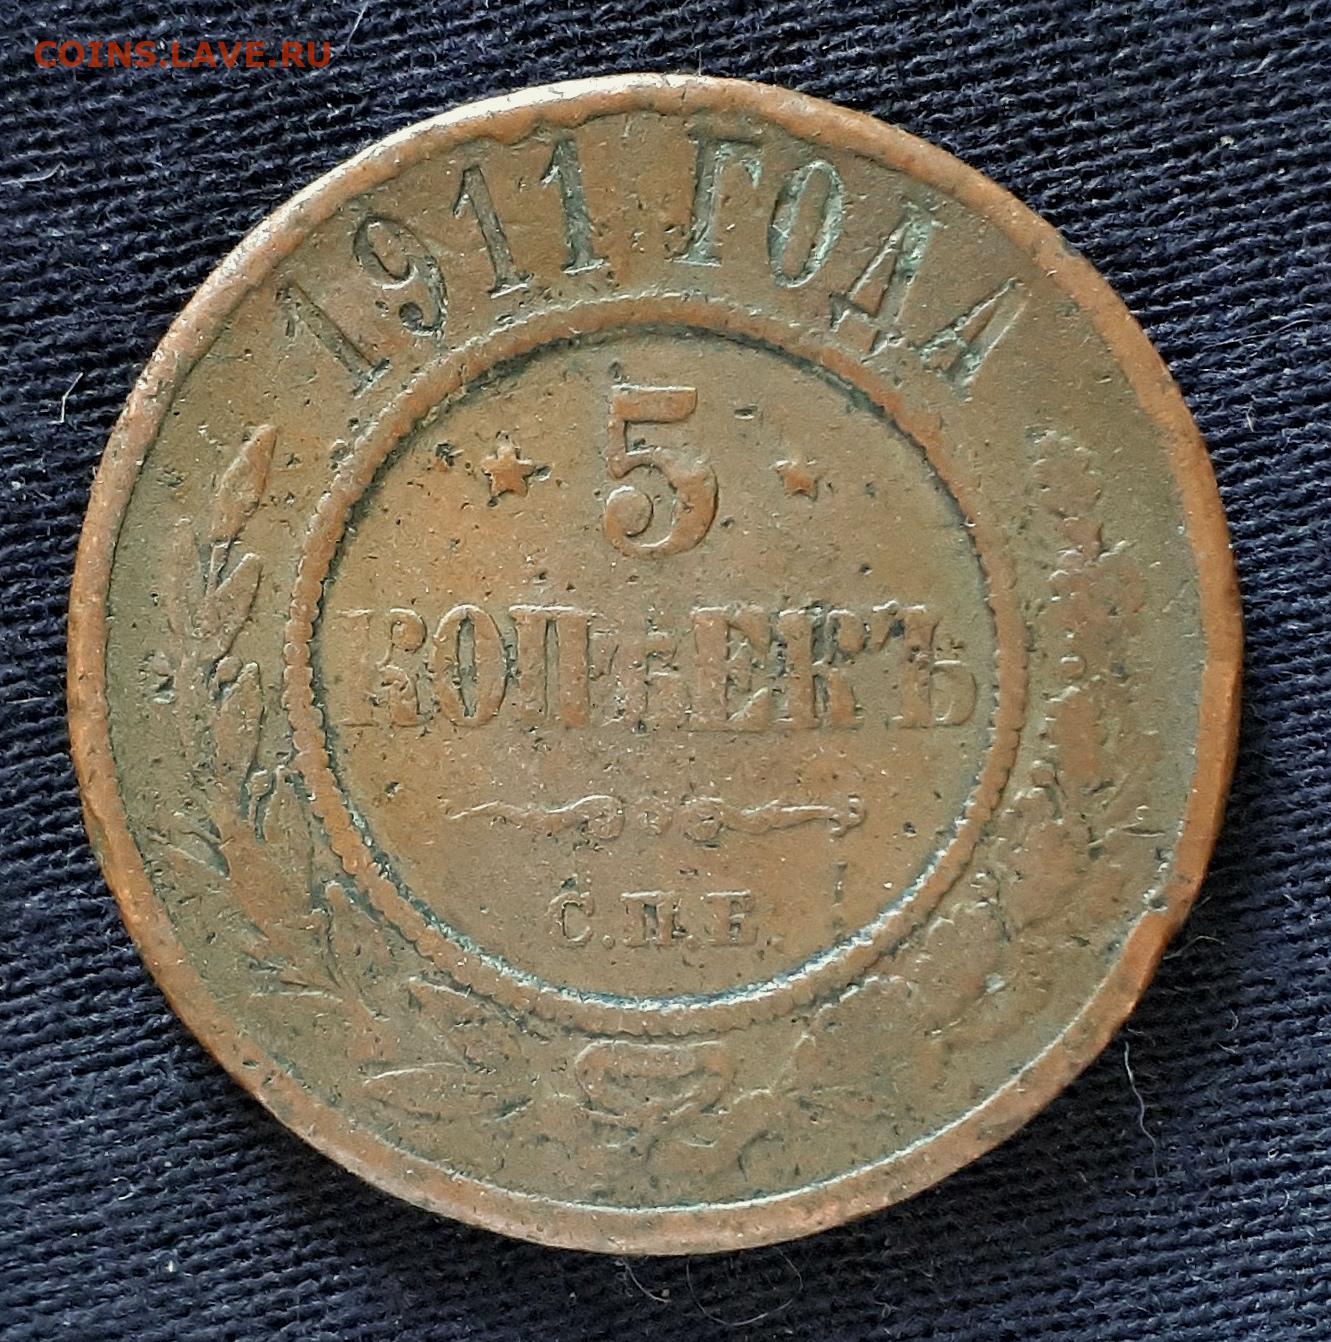 COINS.LAVE.RU
1911 ГОДА
5
КОПѢЕКЪ
С.П.Б.